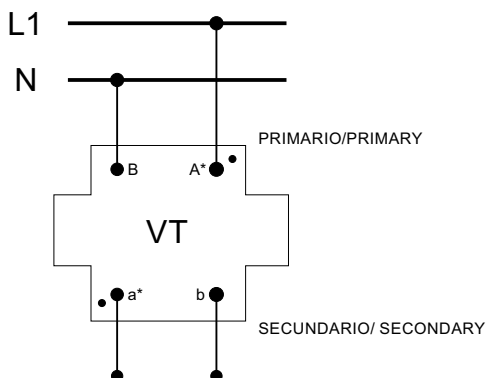 L1
N
PRIMARIO/PRIMARY
B A*
VT
a* b
SECUNDARIO/ SECONDARY